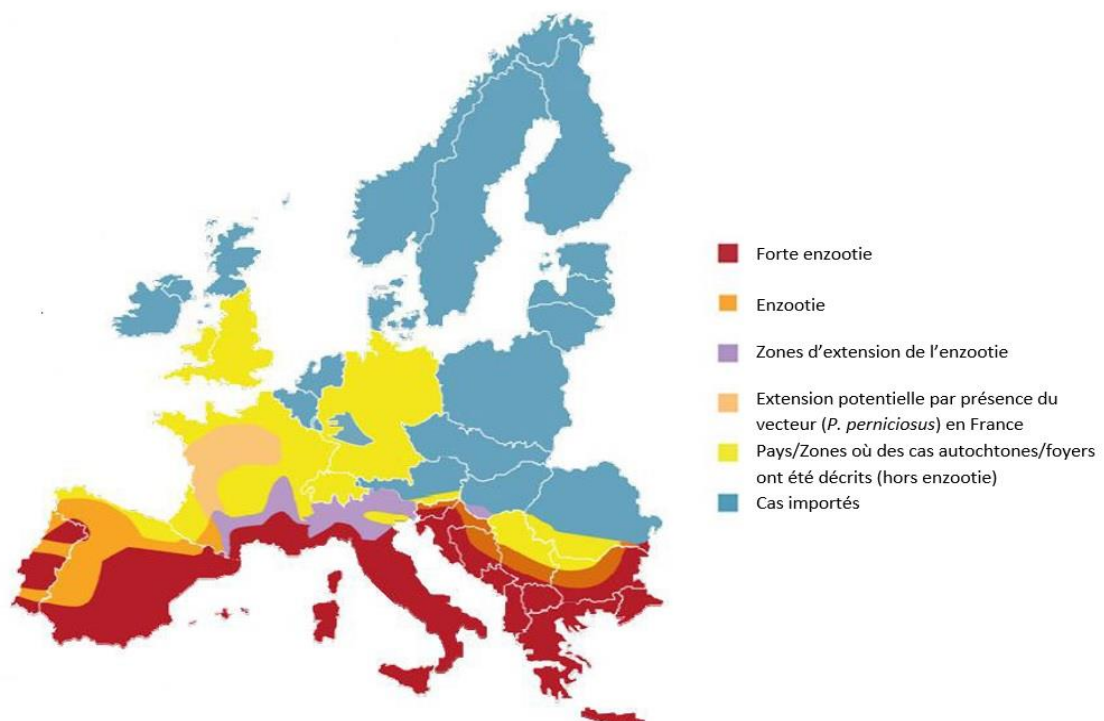 Forte enzootie
Enzootie
Zones d'extension de l'enzootie
Extension potentielle par présence du
vecteur (P. perniciosus) en France
Pays/Zones où des cas autochtones/foyers
ont été décrits (hors enzootie)
Cas importés